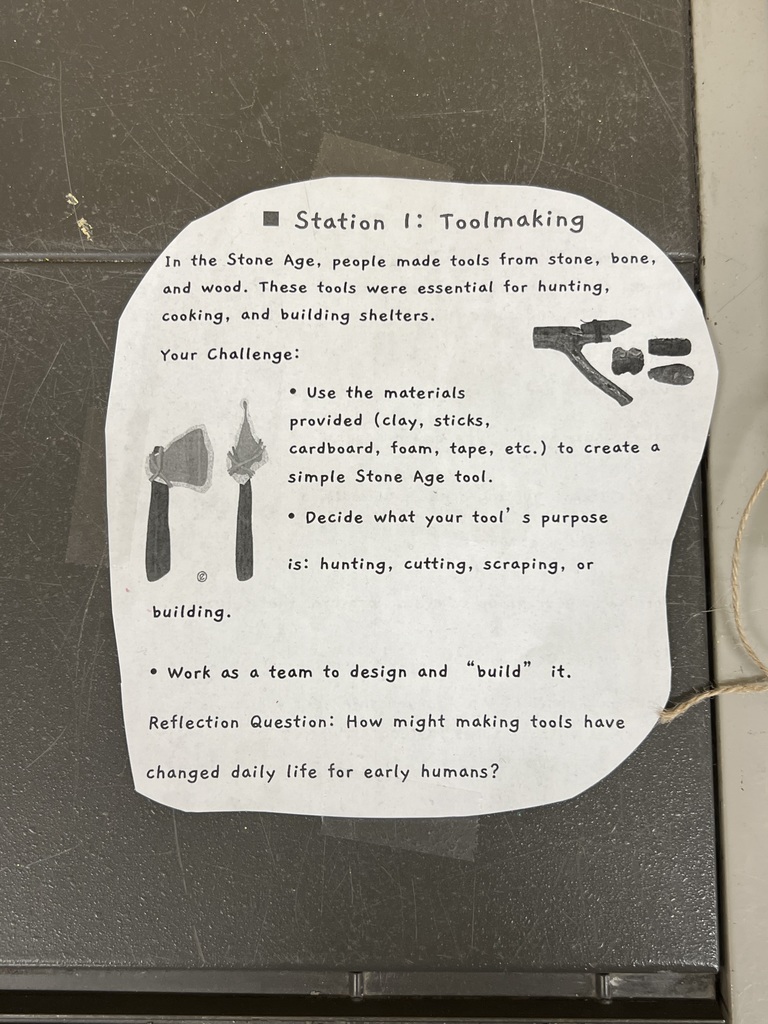 ■ Station 1: Toolmaking
In the Stone Age, people made tools from stone, bone,
and wood. These tools were essential for hunting,
cooking, and building shelters.
Your Challenge:
• Use the materials
provided (clay, sticks,
cardboard, foam, tape, etc.) to create a
simple Stone Age tool.
• Decide what your tool's purpose
is: hunting, cutting, scraping, or
building.
• Work as a team to design and “build” it.
Reflection Question: How might making tools have
changed daily life for early humans?